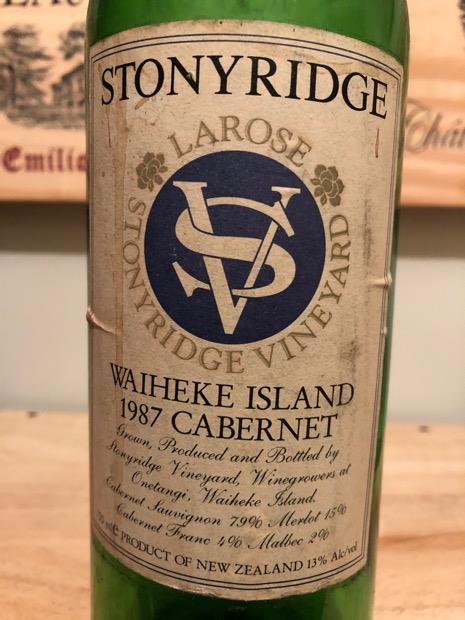 STONYRIDGE
LAROSE
STONYRIDGE VINEYARD
SV
WAIHEKE ISLAND
1987 CABERNET
Grown, Produced and Bottled by
Stonyridge Vineyard, Winegrowers at
Onetangi, Waiheke Island.
Cabernet Sauvignon 79% Merlot 15%
Cabernet Franc 4% Malbec 2%
PRODUCT OF NEW ZEALAND 13% Alc/vol
Emilio
Chât